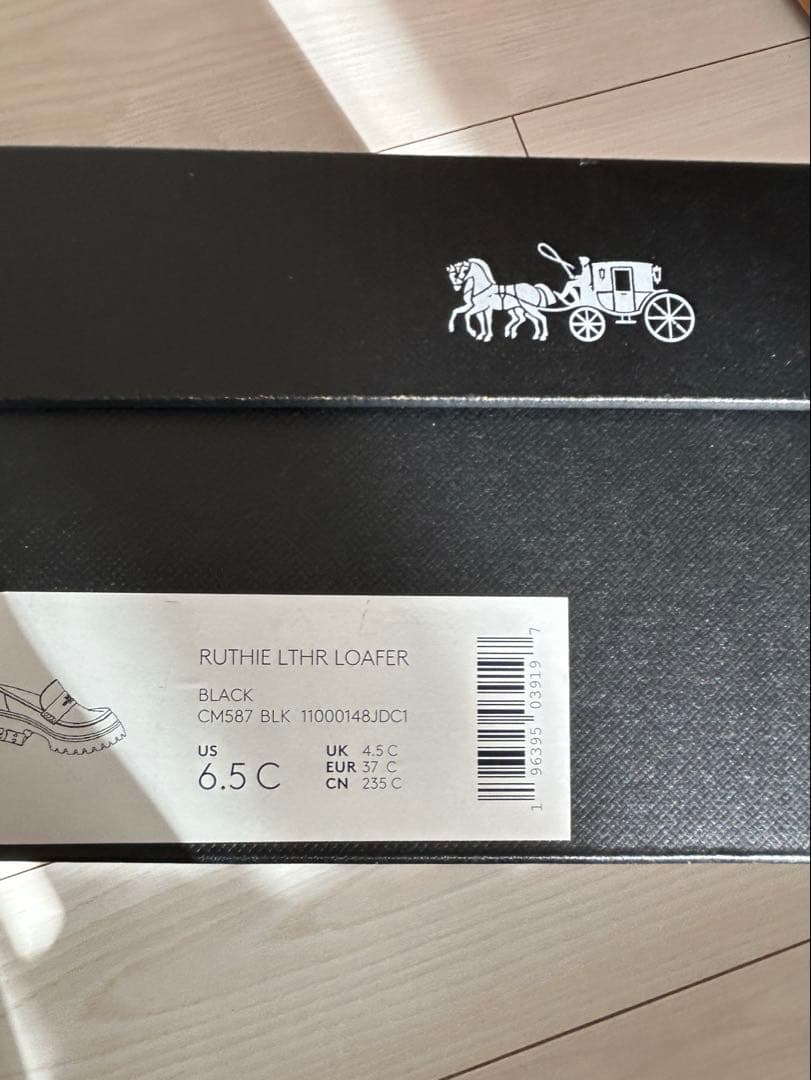 RUTHIE LTHR LOAFER
BLACK
CM587 BLK 11000148JDC1
US
6.5 C
UK 4.5 C
EUR 37 C
CN 235 C
1 96395 03919 7